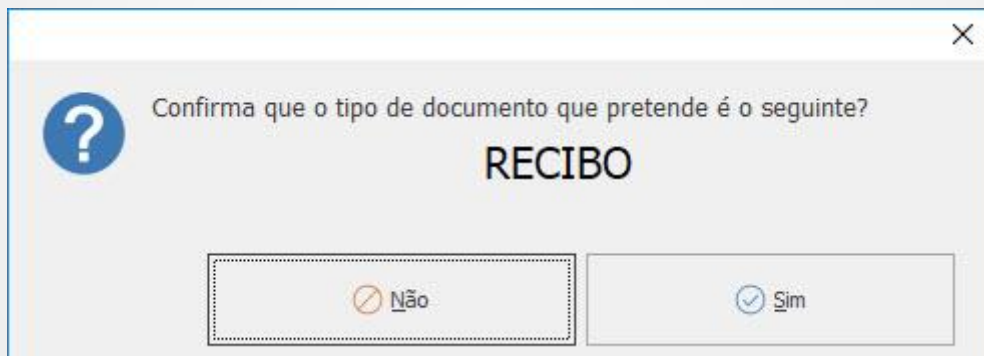 Confirma que o tipo de documento que pretende é o seguinte?
RECIBO
Não
Sim